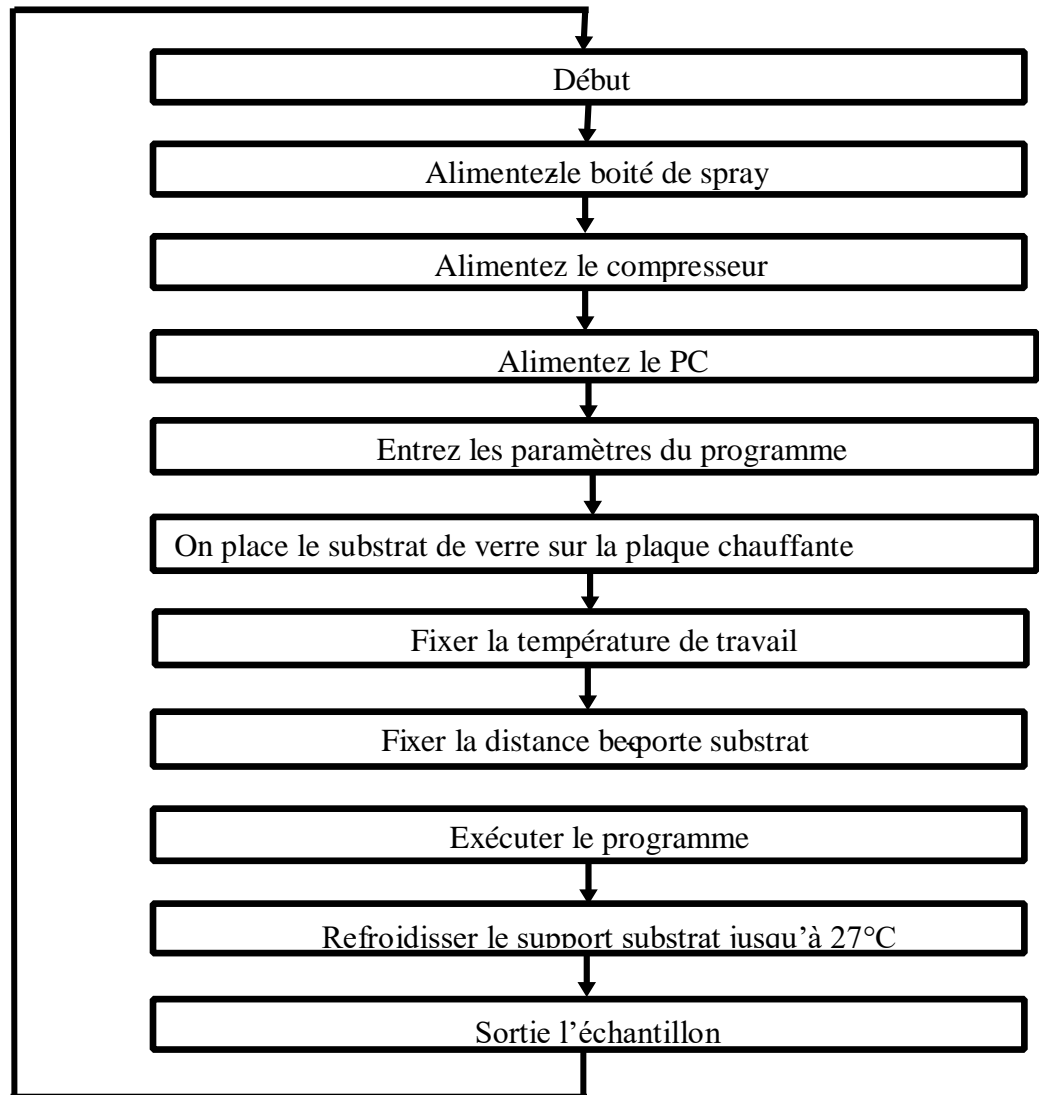 Début
Alimentez-le boité de spray
Alimentez le compresseur
Alimentez le PC
Entrez les paramètres du programme
On place le substrat de verre sur la plaque chauffante
Fixer la température de travail
Fixer la distance porte substrat
Exécuter le programme
Refroidisser le support substrat jusqu’à 27°C
Sortie l’échantillon